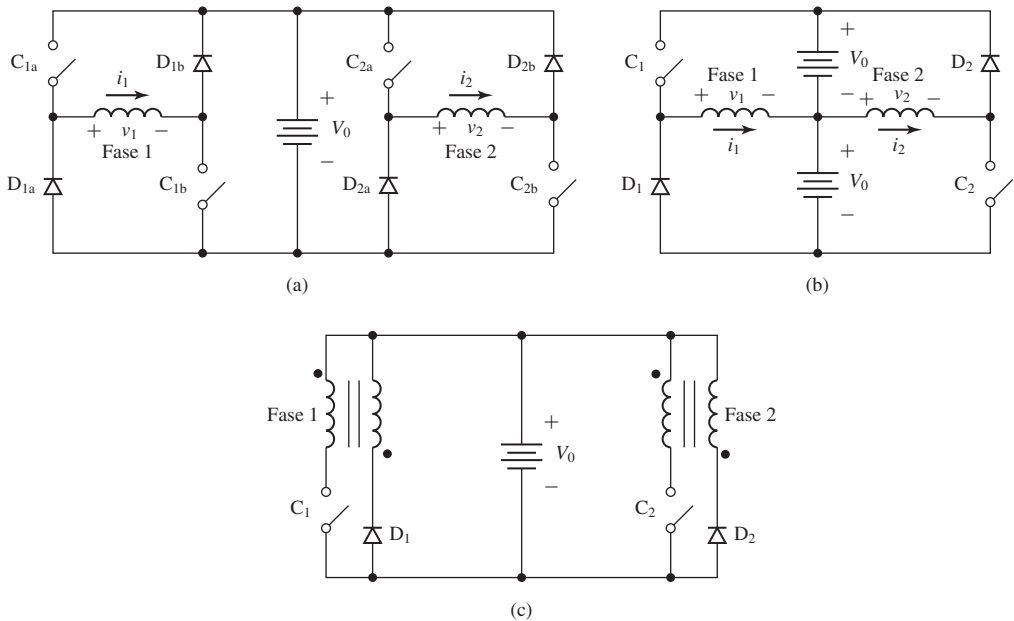 C1a
D1b
i1
+ v1 −
Fase 1
D1a
C1b
+
V0
−
C2a
D2b
i2
+ v2 −
Fase 2
D2a
C2b
(a)
C1
Fase 1
+ v1 −
i1
D1
+
V0
−
+
V0
−
D2
Fase 2
+ v2 −
i2
C2
(b)
Fase 1
C1
D1
+
V0
−
Fase 2
C2
D2
(c)